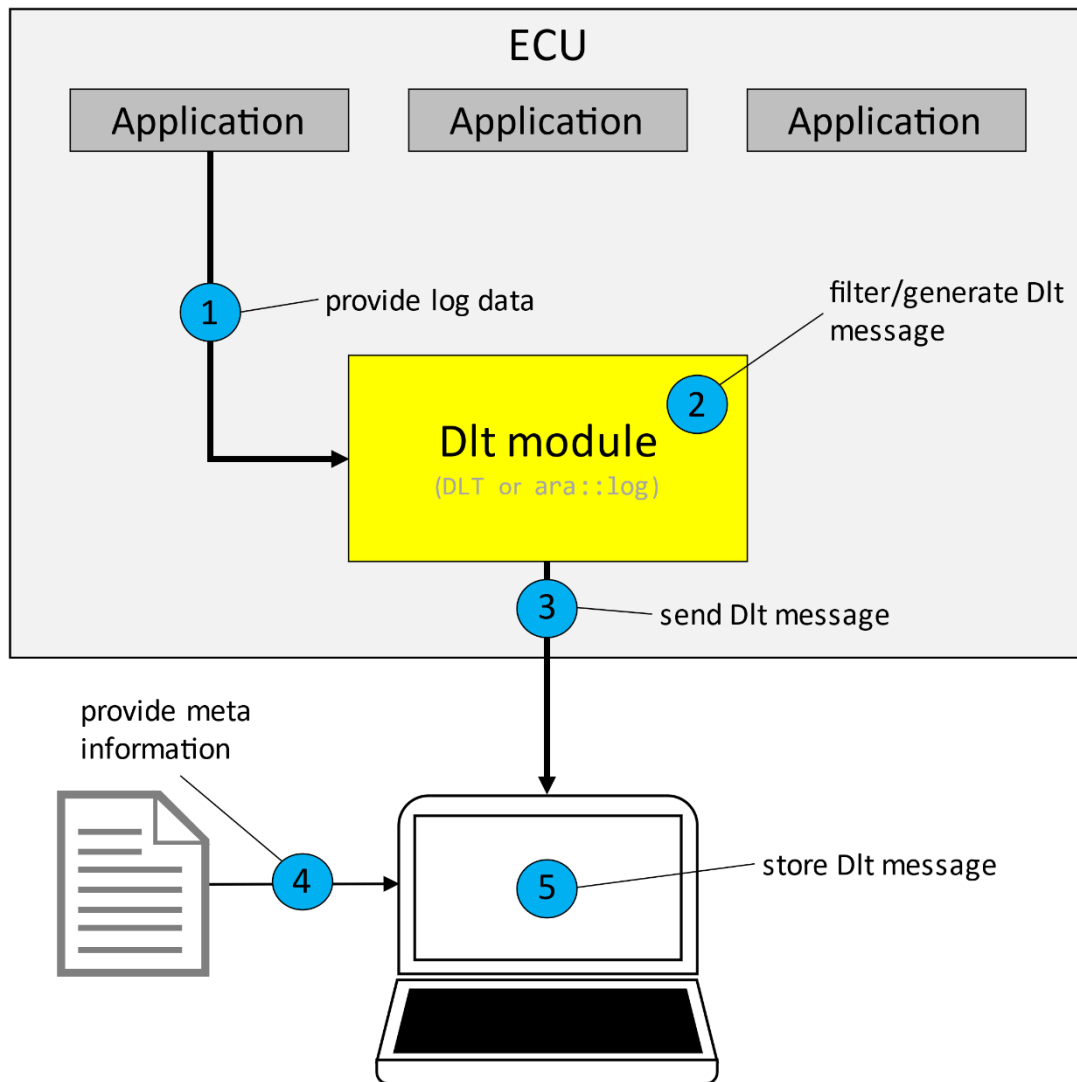 ECU
Application
Application
Application
1
provide log data
filter/generate Dlt
message
2
Dlt module
(DLT or ara::log)
3
send Dlt message
provide meta
information
4
5
store Dlt message